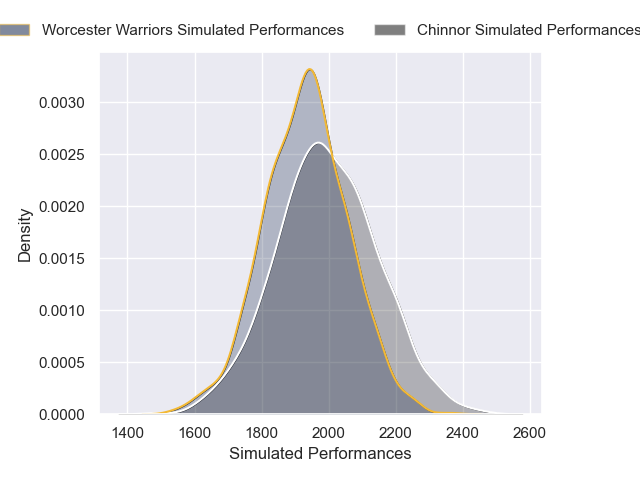 Worcester Warriors Simulated Performances Chinnor Simulated Performances
0.0030
0.0025
0.0020
0.0015
0.0010
0.0005
0.0000
Density
1400 1600 1800 2000 2200 2400 2600
Simulated Performances